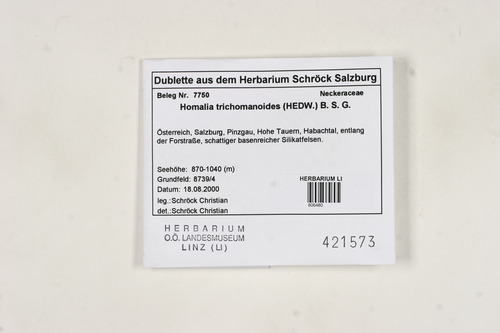 Dublette aus dem Herbarium Schröck Salzburg
Beleg Nr. 7750 Neckeraceae
Homalia trichomanoides (HEDW.) B. S. G.
Österreich, Salzburg, Pinzgau, Hohe Tauern, Habachtal, entlang
der Forstraße, schattiger basenreicher Silikatfelsen.
Seehöhe: 870-1040 (m)
Grundfeld: 8739/4
Datum: 18.08.2000
leg.:Schröck Christian
det.:Schröck Christian
HERBARIUM LI
606480
HERBARIUM
O.Ö. LANDESMUSEUM
LINZ (LI)
421573